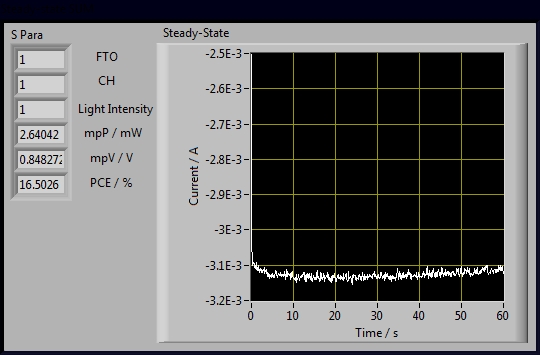 S Para
1 FTO
1 CH
1 Light Intensity
2.64042 mpP / mW
0.848272 mpV / V
16.5026 PCE / %
Steady-State
-2.5E-3
-2.6E-3
-2.7E-3
-2.8E-3
-2.9E-3
-3E-3
-3.1E-3
-3.2E-3
Current / A
0 10 20 30 40 50 60
Time / s